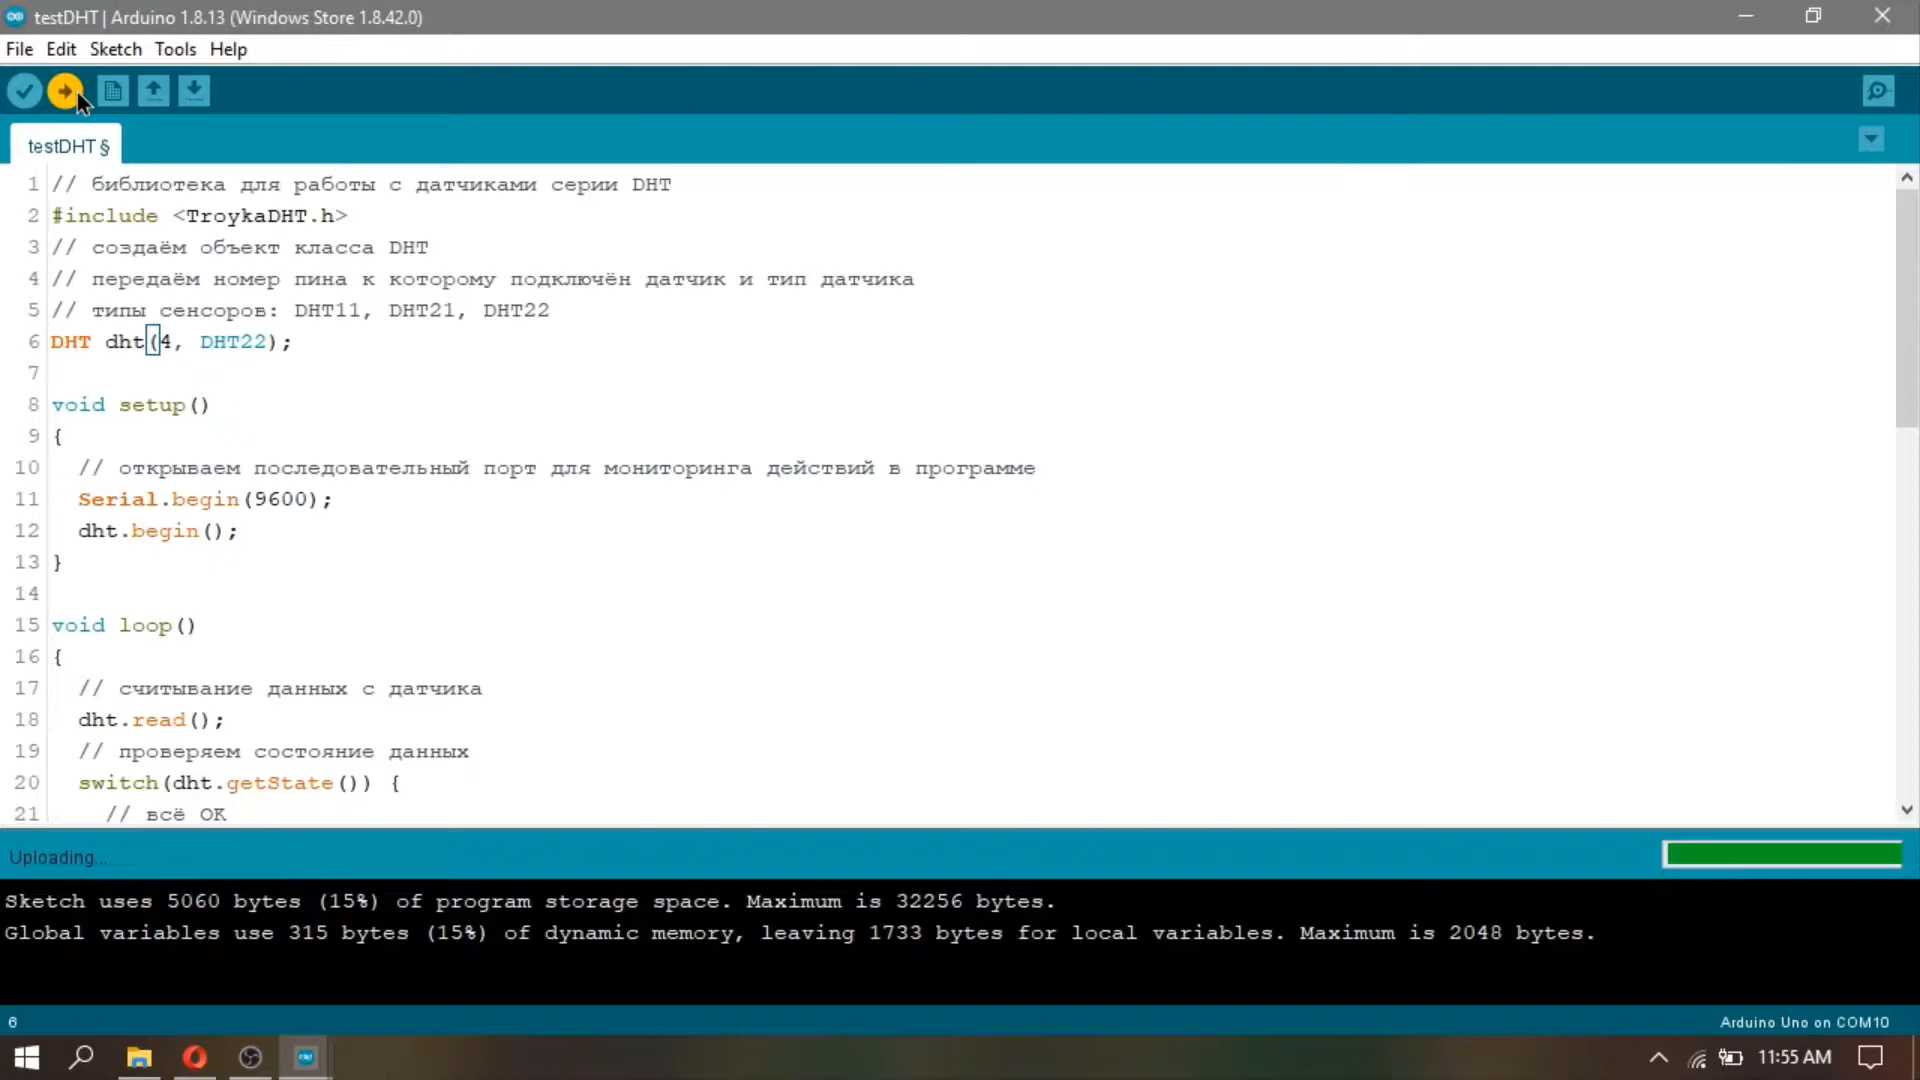 testDHT | Arduino 1.8.13 (Windows Store 1.8.42.0)
File Edit Sketch Tools Help
testDHT §
1 // библиотека для работы с датчиками серии DHT
2 #include <TroykaDHT.h>
3 // создаём объект класса DHT
4 // передаём номер пина к которому подключён датчик и тип датчика
5 // типы сенсоров: DHT11, DHT21, DHT22
6 DHT dht(4, DHT22);
7
8 void setup()
9 {
10 // открываем последовательный порт для мониторинга действий в программе
11 Serial.begin(9600);
12 dht.begin();
13 }
14
15 void loop()
16 {
17 // считывание данных с датчика
18 dht.read();
19 // проверяем состояние данных
20 switch(dht.getState()) {
21 // всё OK
Uploading...
Sketch uses 5060 bytes (15%) of program storage space. Maximum is 32256 bytes.
Global variables use 315 bytes (15%) of dynamic memory, leaving 1733 bytes for local variables. Maximum is 2048 bytes.
6 Arduino Uno on COM10
11:55 AM